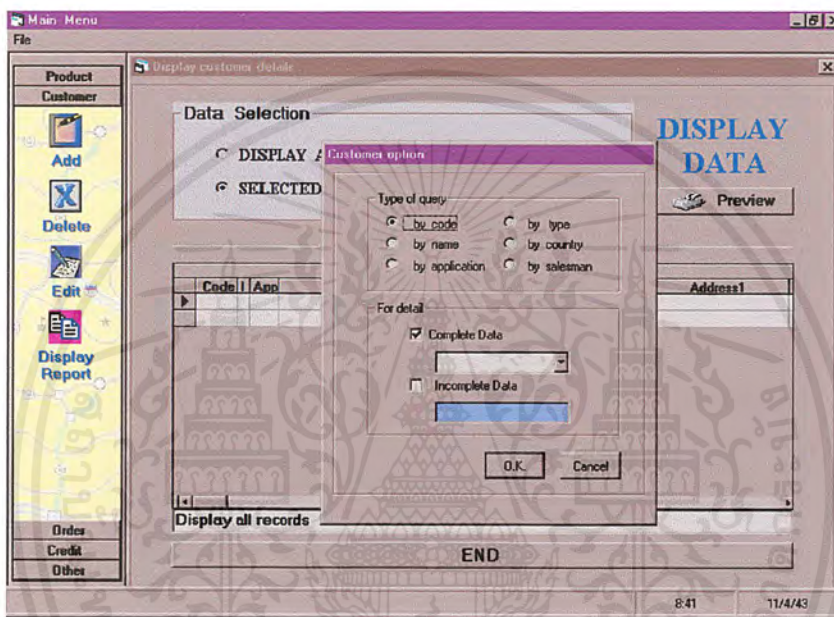 Main Menu
File
Product
Customer
Add
Delete
Edit
Display
Report
Order
Credit
Other
Display customer details
Data Selection
DISPLAY A
SELECTED
DISPLAY
DATA
Preview
Code I App Address1
Customer option
Type of query
by code by type
by name by country
by application by salesman
For detail
Complete Data
Incomplete Data
O.K. Cancel
Display all records
END
8:41 11/4/43